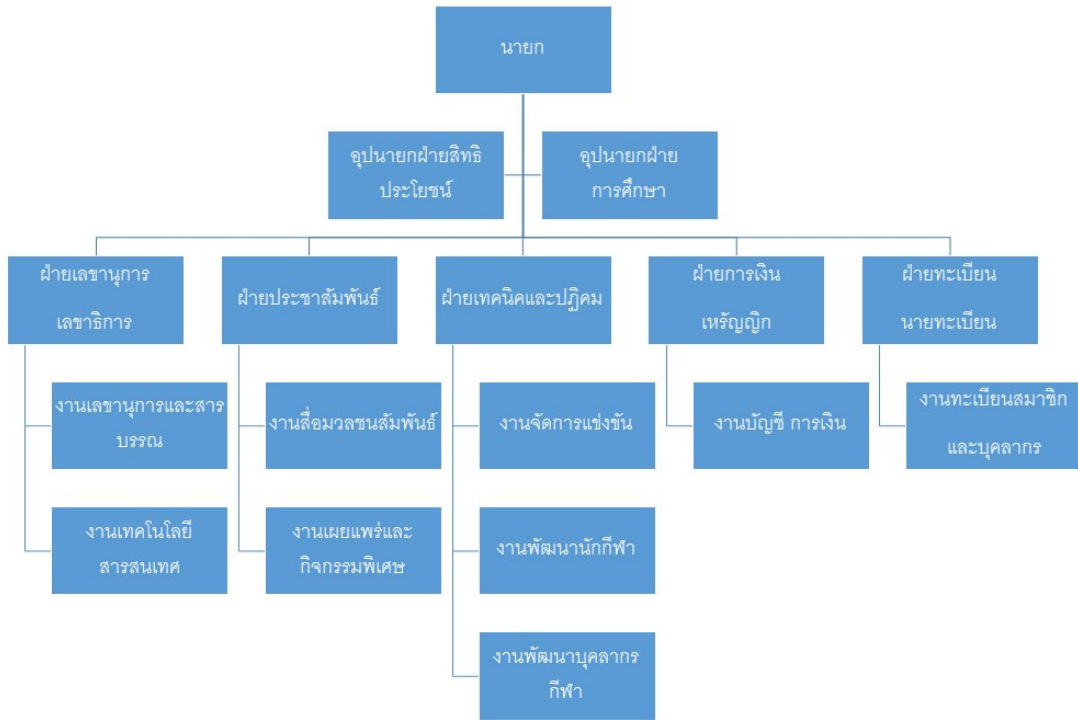 นายก
อุปนายกฝ่ายสิทธิ
ประโยชน์
อุปนายกฝ่าย
การศึกษา
ฝ่ายเลขานุการ
เลขาธิการ
ฝ่ายประชาสัมพันธ์
ฝ่ายเทคนิคและปฏิคม
ฝ่ายการเงิน
เหรัญญิก
ฝ่ายทะเบียน
นายทะเบียน
งานเลขานุการและสาร
บรรณ
งานสื่อมวลชนสัมพันธ์
งานจัดการแข่งขัน
งานบัญชี การเงิน
งานทะเบียนสมาชิก
และบุคลากร
งานเทคโนโลยี
สารสนเทศ
งานเผยแพร่และ
กิจกรรมพิเศษ
งานพัฒนานักกีฬา
งานพัฒนาบุคลากร
กีฬา